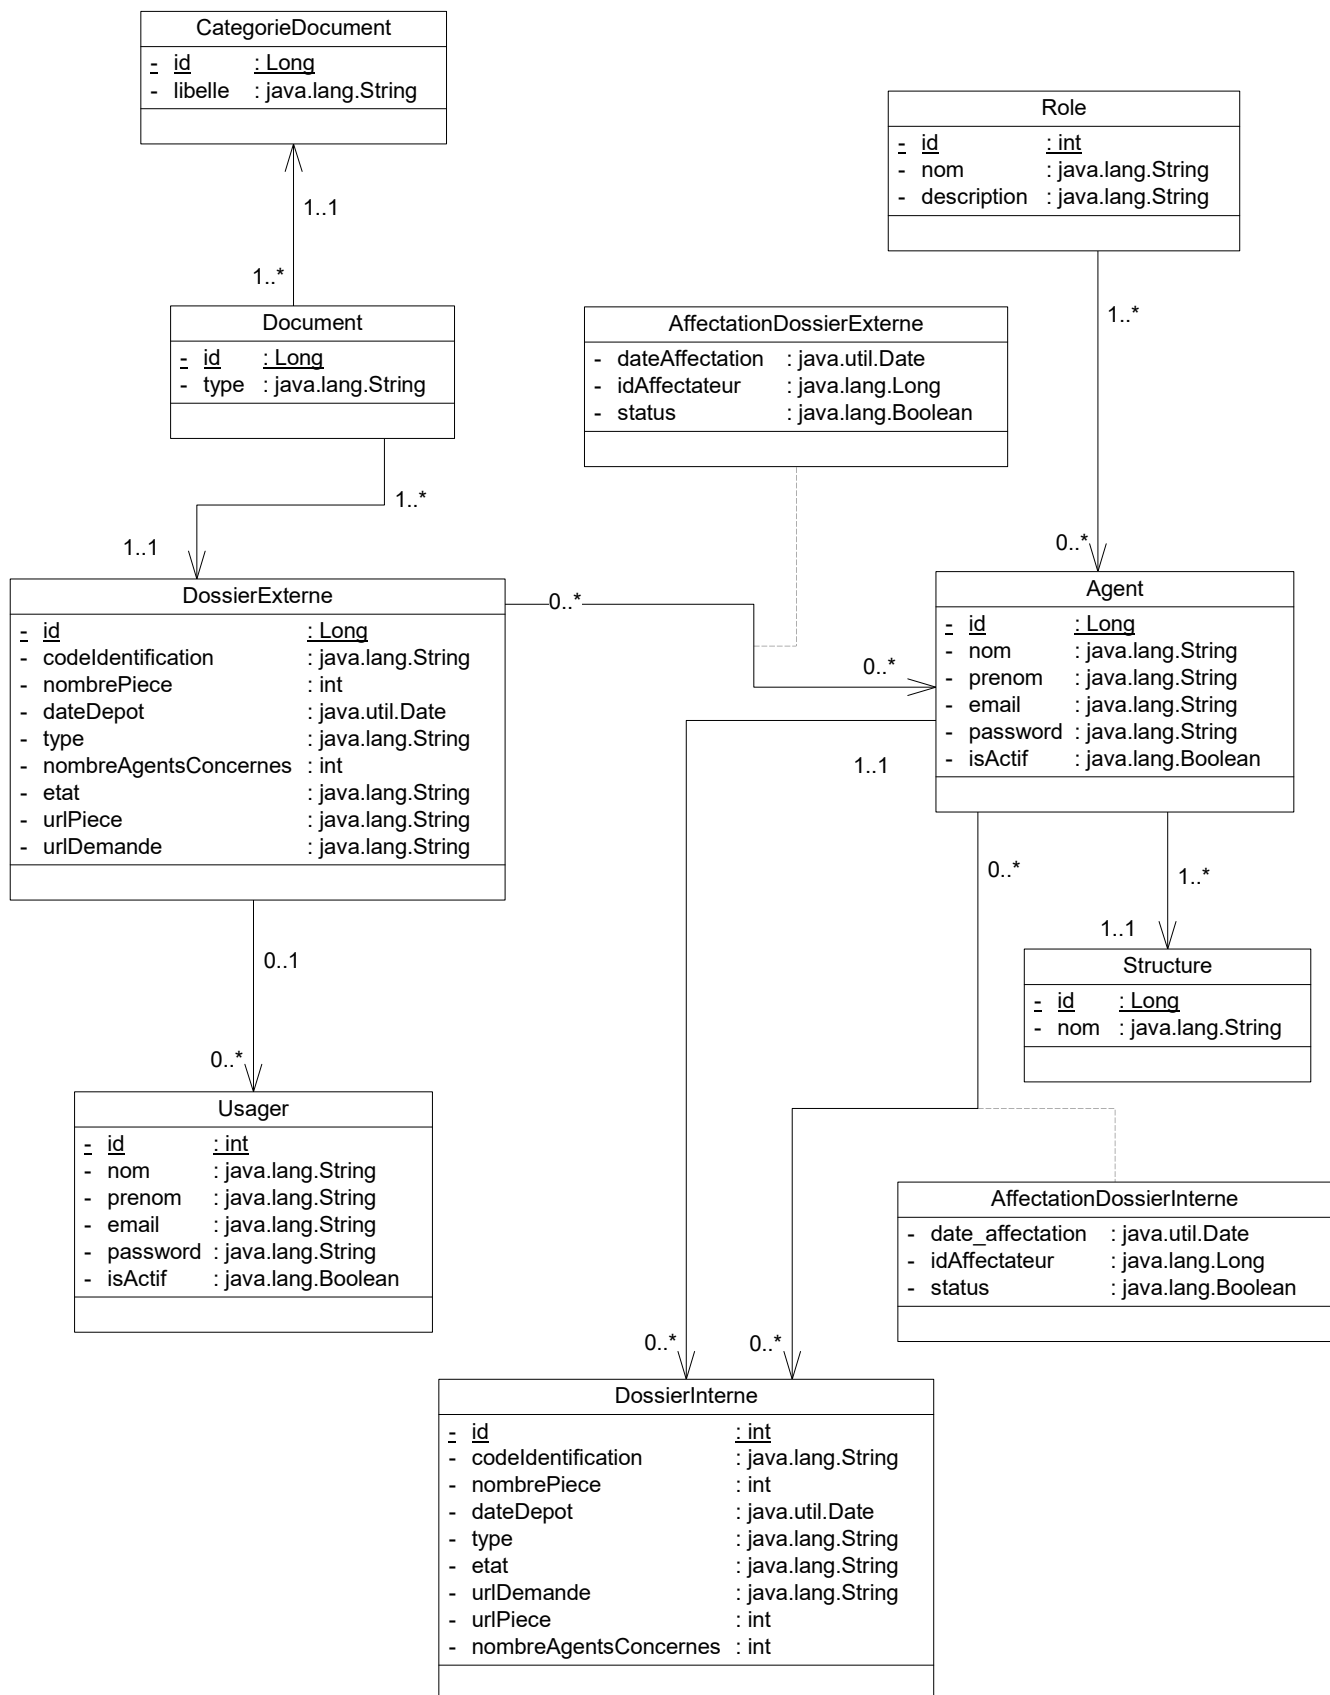 CategorieDocument
- id : Long
- libelle : java.lang.String
Role
- id : int
- nom : java.lang.String
- description : java.lang.String
1..1
1..*
Document
- id : Long
- type : java.lang.String
AffectationDossierExterne
- dateAffectation : java.util.Date
- idAffectateur : java.lang.Long
- status : java.lang.Boolean
1..*
1..*
1..1
0..*
DossierExterne
- id : Long
- codeIdentification : java.lang.String
- nombrePiece : int
- dateDepot : java.util.Date
- type : java.lang.String
- nombreAgentsConcernes : int
- etat : java.lang.String
- urlPiece : java.lang.String
- urlDemande : java.lang.String
0..*
0..*
Agent
- id : Long
- nom : java.lang.String
- prenom : java.lang.String
- email : java.lang.String
- password : java.lang.String
- isActif : java.lang.Boolean
1..1
0..*
1..*
1..1
0..1
0..*
Structure
- id : Long
- nom : java.lang.String
Usager
- id : int
- nom : java.lang.String
- prenom : java.lang.String
- email : java.lang.String
- password : java.lang.String
- isActif : java.lang.Boolean
AffectationDossierInterne
- date_affectation : java.util.Date
- idAffectateur : java.lang.Long
- status : java.lang.Boolean
0..*
0..*
DossierInterne
- id : int
- codeIdentification : java.lang.String
- nombrePiece : int
- dateDepot : java.util.Date
- type : java.lang.String
- etat : java.lang.String
- urlDemande : java.lang.String
- urlPiece : int
- nombreAgentsConcernes : int